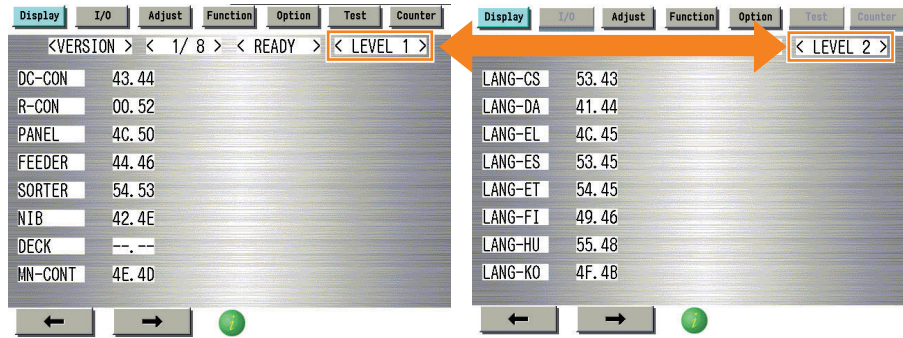 Display I/O Adjust Function Option Test Counter
<VERSION > < 1/ 8 > < READY > < LEVEL 1 >
DC-CON 43.44
R-CON 00.52
PANEL 4C.50
FEEDER 44.46
SORTER 54.53
NIB 42.4E
DECK --.--
MN-CONT 4E.4D
Display I/O Adjust Function Option Test Counter
< LEVEL 2 >
LANG-CS 53.43
LANG-DA 41.44
LANG-EL 4C.45
LANG-ES 53.45
LANG-ET 54.45
LANG-FI 49.46
LANG-HU 55.48
LANG-KO 4F.4B